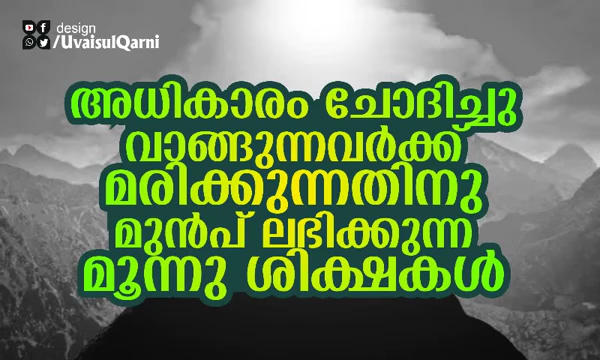 design
/UvaisulQarni
അധികാരം ചോദിച്ചു
വാങ്ങുന്നവർക്ക്
മരിക്കുന്നതിനു
മുൻപ് ലഭിക്കുന്ന
മൂന്നു ശിക്ഷകൾ